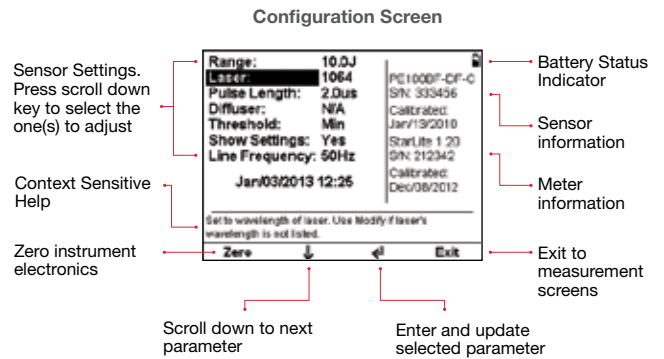 Configuration Screen
Sensor Settings.
Press scroll down
key to select the
one(s) to adjust
Context Sensitive
Help
Zero instrument
electronics
Range: 10.0J
Laser: 1064
Pulse Length: 2.0us
Diffuser: N/A
Threshold: Min
Show Settings: Yes
Line Frequency: 50Hz
Jan/03/2013 12:25
PE100BF-DF-C
S/N: 333456
Calibrated:
Jan/13/2010
StarLite 1.20
S/N: 212342
Calibrated:
Dec/08/2012
Set to wavelength of laser. Use Modify if laser's
wavelength is not listed.
Zero Exit
Battery Status
Indicator
Sensor
information
Meter
information
Exit to
measurement
screens
Scroll down to next
parameter
Enter and update
selected parameter